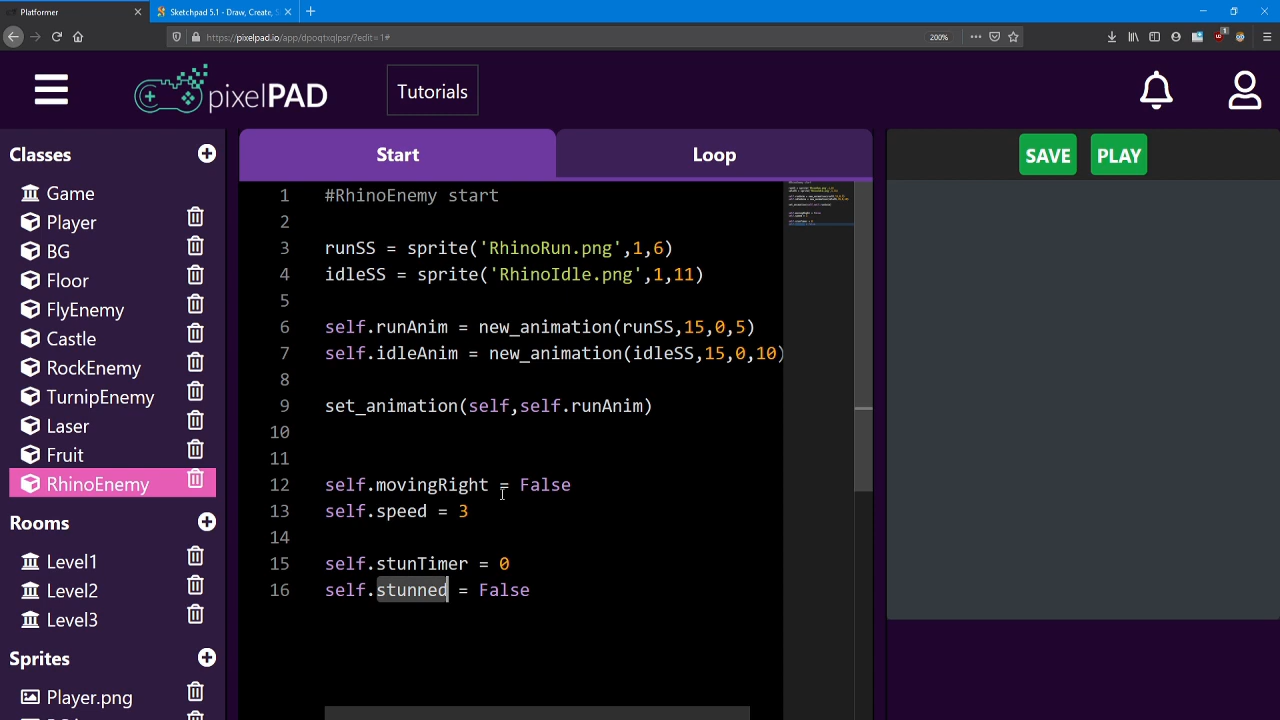 Platformer
Sketchpad 5.1 - Draw, Create,
https://pixelpad.io/app/dpoqtxqlpsr/?edit=1#
200%
pixelPAD
Tutorials
Classes
Game
Player
BG
Floor
FlyEnemy
Castle
RockEnemy
TurnipEnemy
Laser
Fruit
RhinoEnemy
Rooms
Level1
Level2
Level3
Sprites
Player.png
Start
Loop
1 #RhinoEnemy start
2
3 runSS = sprite('RhinoRun.png',1,6)
4 idleSS = sprite('RhinoIdle.png',1,11)
5
6 self.runAnim = new_animation(runSS,15,0,5)
7 self.idleAnim = new_animation(idleSS,15,0,10)
8
9 set_animation(self,self.runAnim)
10
11
12 self.movingRight = False
13 self.speed = 3
14
15 self.stunTimer = 0
16 self.stunned = False
SAVE
PLAY